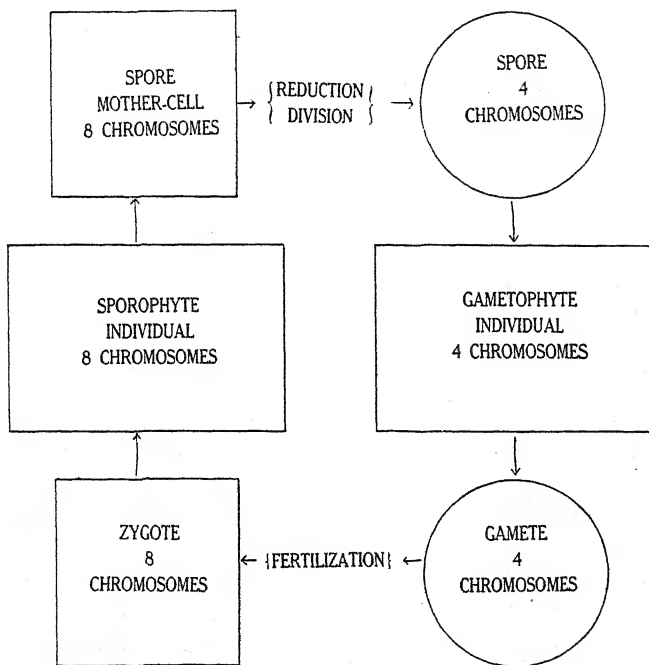 SPORE
MOTHER-CELL
8 CHROMOSOMES
REDUCTION
DIVISION
SPORE
4
CHROMOSOMES
SPOROPHYTE
INDIVIDUAL
8 CHROMOSOMES
GAMETOPHYTE
INDIVIDUAL
4 CHROMOSOMES
ZYGOTE
8
CHROMOSOMES
FERTILIZATION
GAMETE
4
CHROMOSOMES